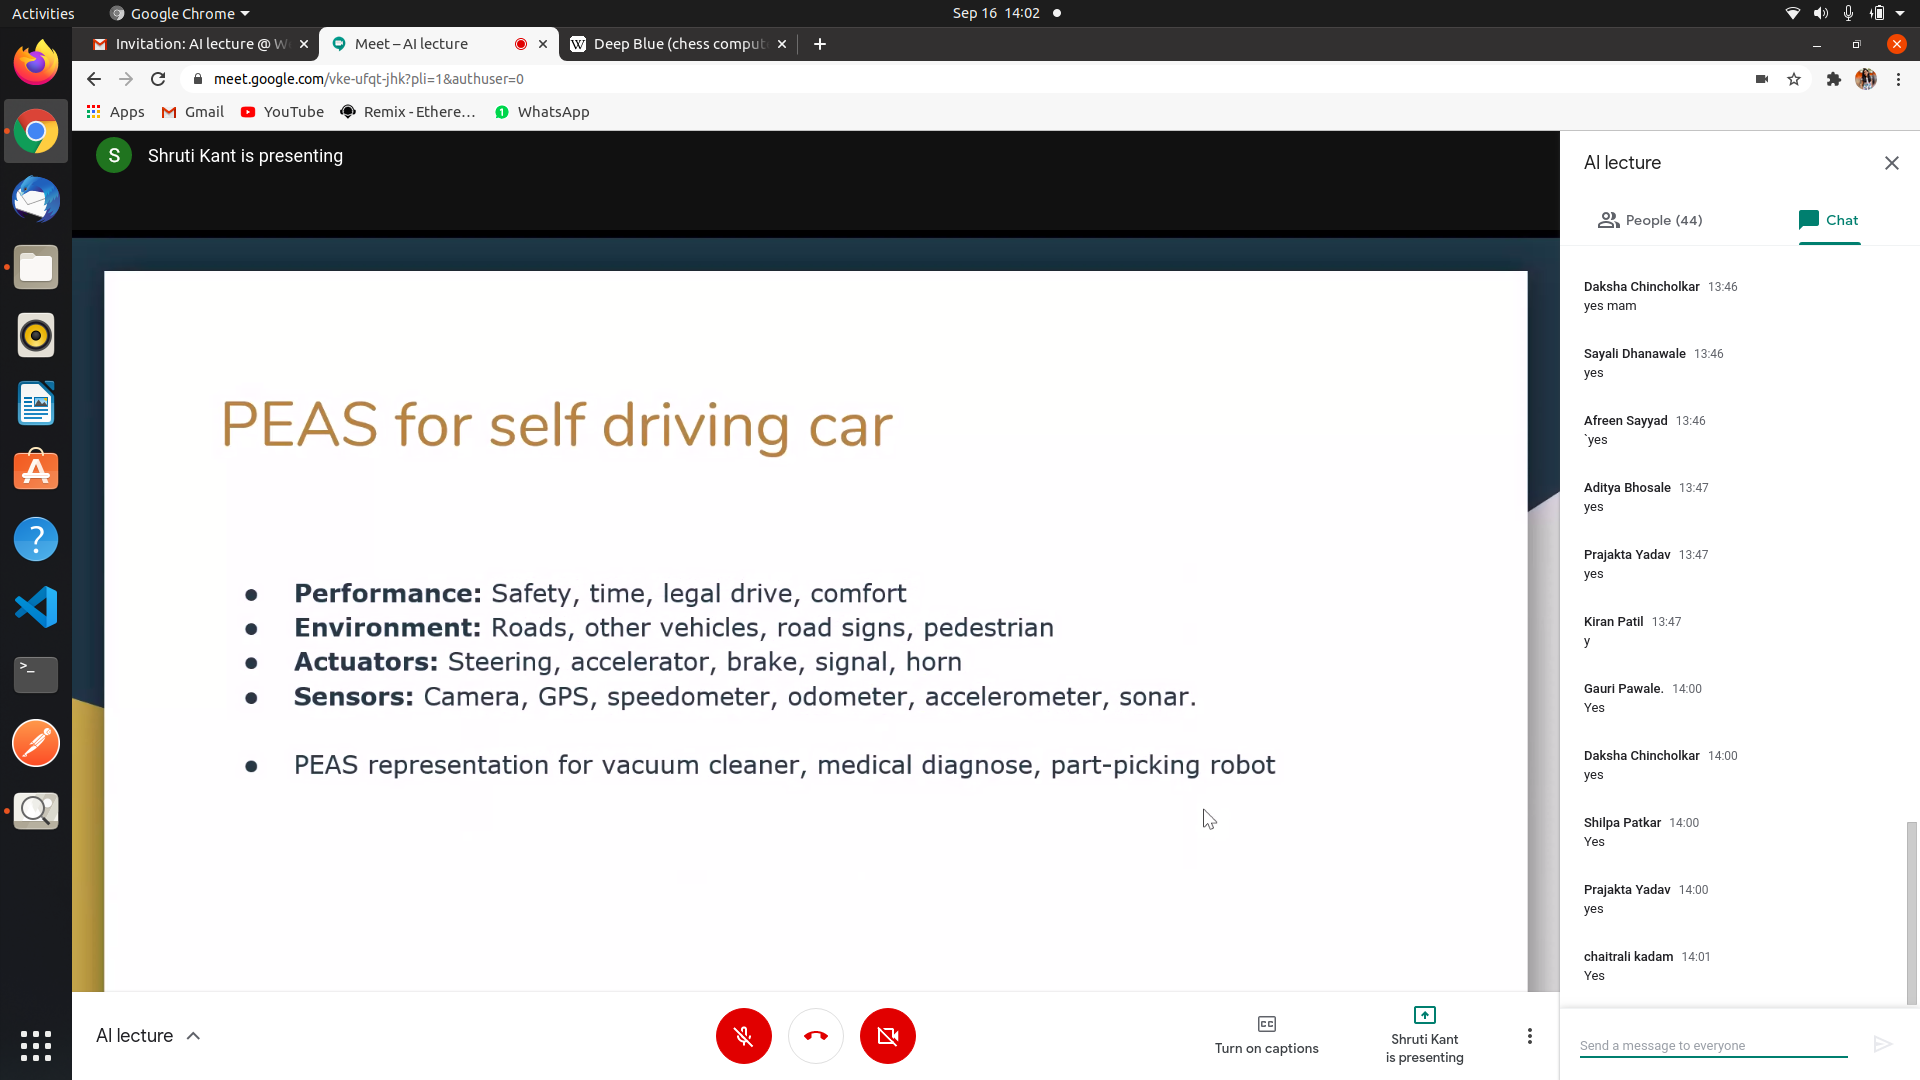 Activities
Google Chrome
Sep 16 14:02
Invitation: AI lecture @ W
Meet – AI lecture
Deep Blue (chess comput
meet.google.com/vke-ufqt-jhk?pli=1&authuser=0
Apps
Gmail
YouTube
Remix - Ethere…
WhatsApp
S
Shruti Kant is presenting
PEAS for self driving car
● Performance: Safety, time, legal drive, comfort
● Environment: Roads, other vehicles, road signs, pedestrian
● Actuators: Steering, accelerator, brake, signal, horn
● Sensors: Camera, GPS, speedometer, odometer, accelerometer, sonar.
● PEAS representation for vacuum cleaner, medical diagnose, part-picking robot
AI lecture
People (44)
Chat
Daksha Chincholkar 13:46
yes mam
Sayali Dhanawale 13:46
yes
Afreen Sayyad 13:46
`yes
Aditya Bhosale 13:47
yes
Prajakta Yadav 13:47
yes
Kiran Patil 13:47
y
Gauri Pawale. 14:00
Yes
Daksha Chincholkar 14:00
yes
Shilpa Patkar 14:00
Yes
Prajakta Yadav 14:00
yes
chaitrali kadam 14:01
Yes
Send a message to everyone
AI lecture
Turn on captions
Shruti Kant
is presenting